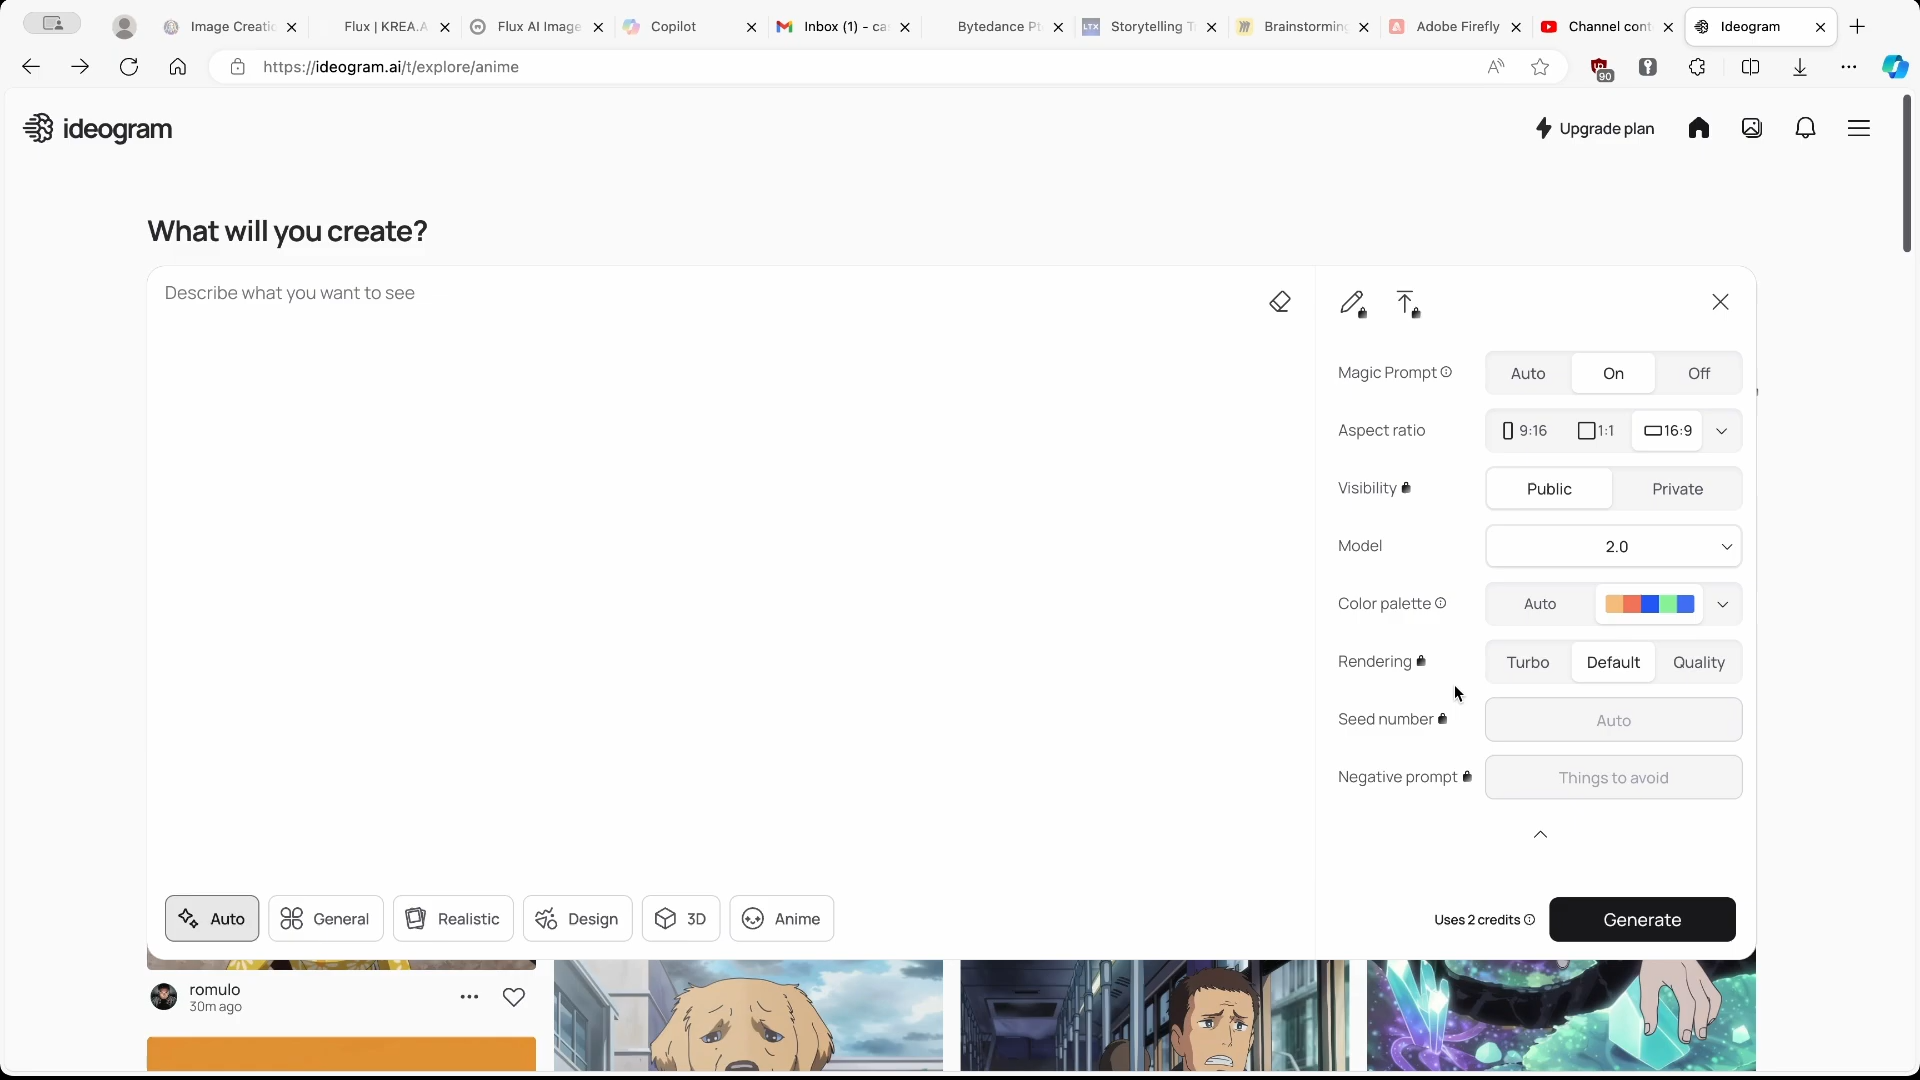 Image Creatic
Flux | KREA.A
Flux AI Image
Copilot
Inbox (1) - ca
Bytedance Pt
LTX
Storytelling T
Brainstorming
Adobe Firefly
Channel cont
Ideogram
https://ideogram.ai/t/explore/anime
90
ideogram
Upgrade plan
What will you create?
Describe what you want to see
Magic Prompt
Auto
On
Off
Aspect ratio
9:16
1:1
16:9
Visibility
Public
Private
Model
2.0
Color palette
Auto
Rendering
Turbo
Default
Quality
Seed number
Auto
Negative prompt
Things to avoid
Auto
General
Realistic
Design
3D
Anime
Uses 2 credits
Generate
romulo
30m ago